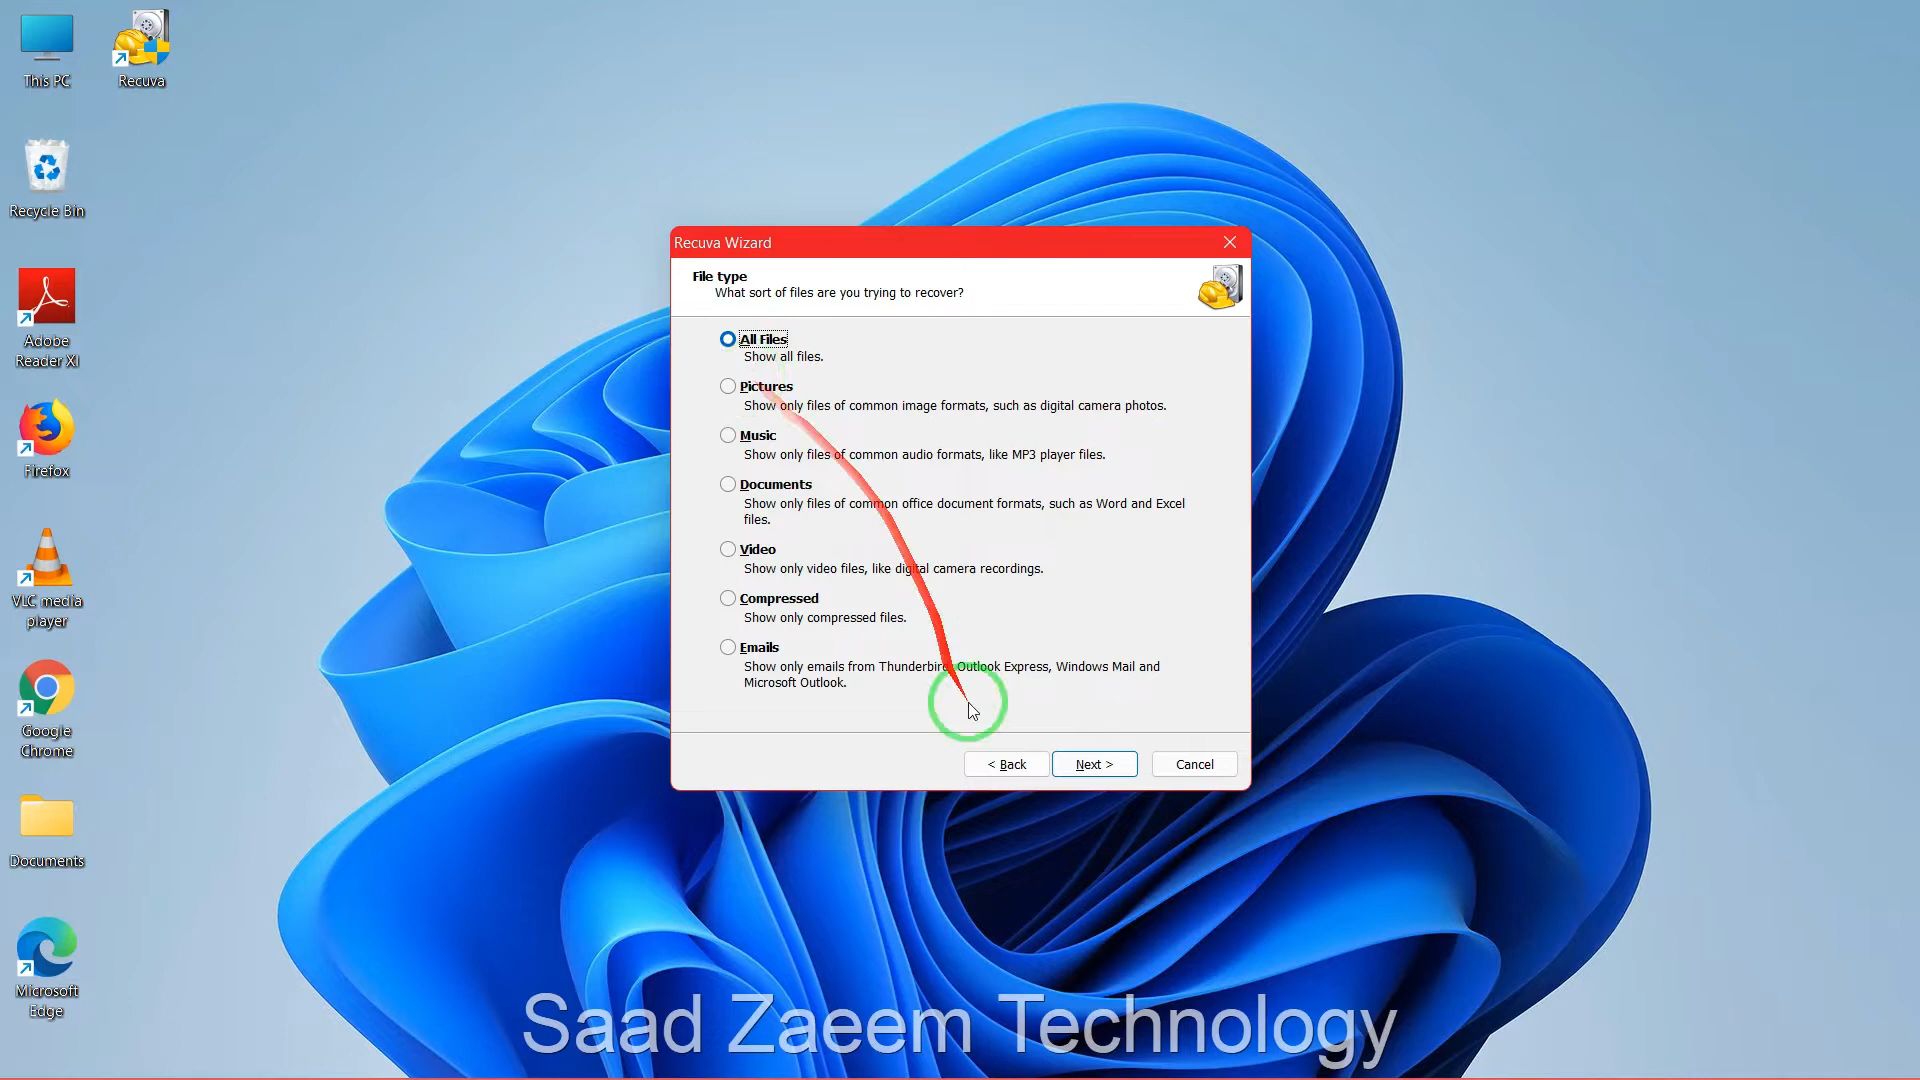 This PC
Recuva
Recycle Bin
Adobe
Reader XI
Firefox
VLC media
player
Google
Chrome
Documents
Microsoft
Edge
Recuva Wizard
File type
What sort of files are you trying to recover?
All Files
Show all files.
Pictures
Show only files of common image formats, such as digital camera photos.
Music
Show only files of common audio formats, like MP3 player files.
Documents
Show only files of common office document formats, such as Word and Excel
files.
Video
Show only video files, like digital camera recordings.
Compressed
Show only compressed files.
Emails
Show only emails from Thunderbird, Outlook Express, Windows Mail and
Microsoft Outlook.
< Back
Next >
Cancel
Saad Zaeem Technology